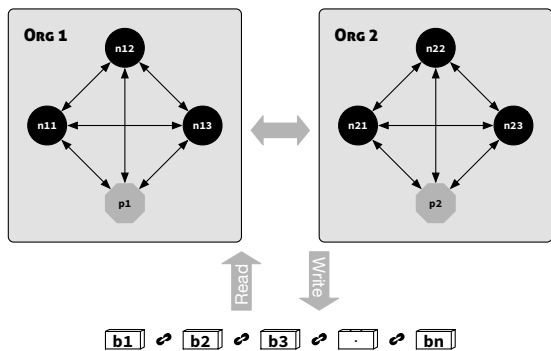 ORG 1
ORG 2
n12
n22
n11
n13
n21
n23
p1
p2
Read
Write
b1 b2 b3 . bn